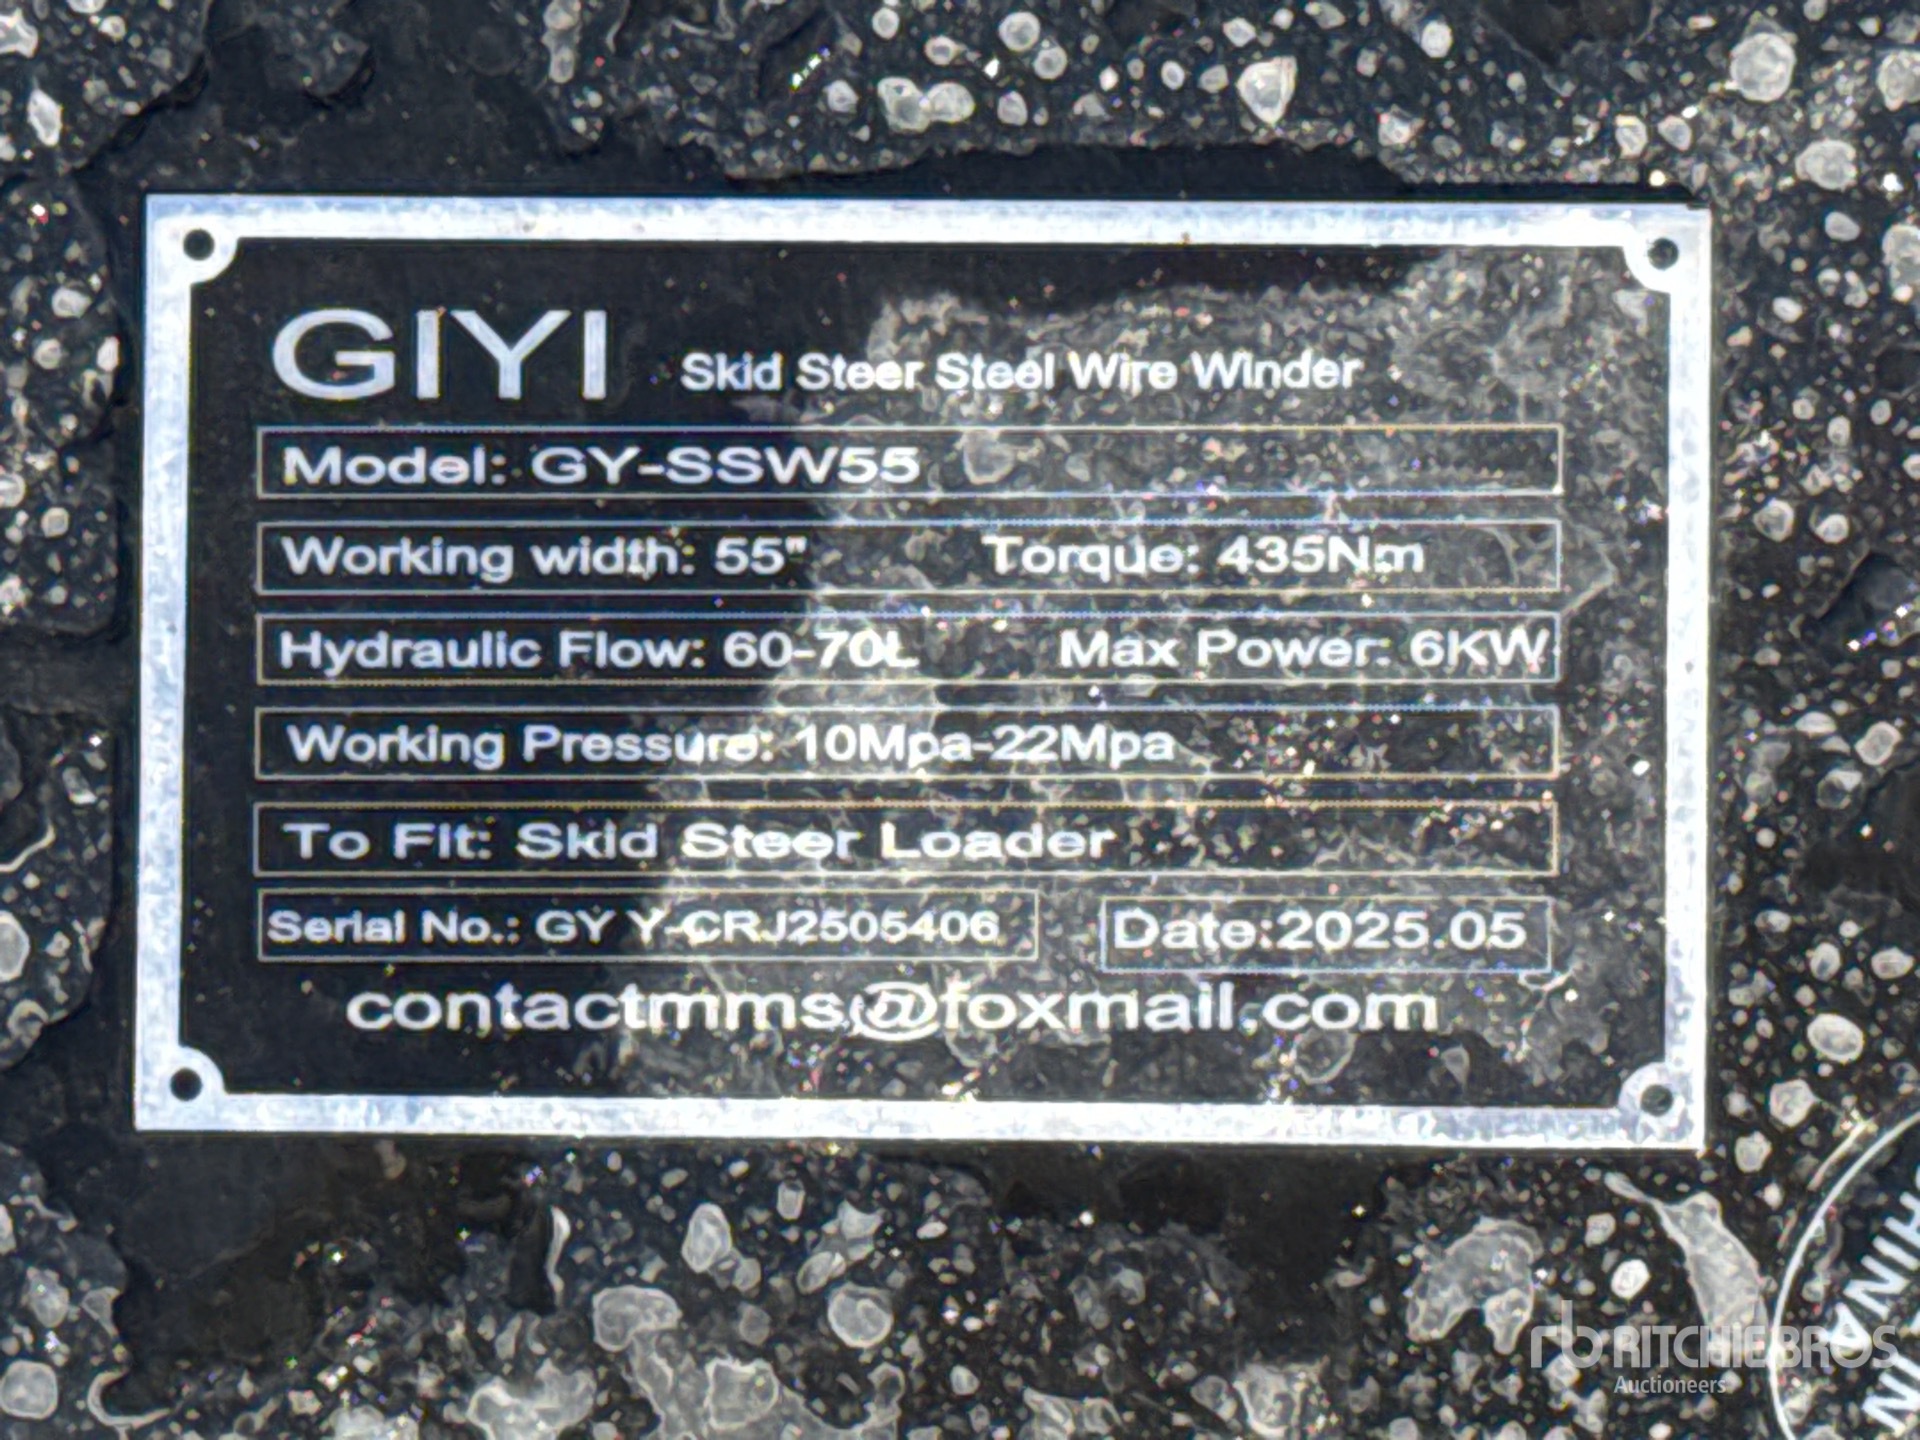 GIYI Skid Steer Steel Wire Winder
Model: GY-SSW55
Working width: 55" Torque: 435Nm
Hydraulic Flow: 60-70L Max Power: 6KW
Working Pressure: 10Mpa-22Mpa
To Fit: Skid Steer Loader
Serial No.: GY Y-CRJ2505406 Date:2025.05
contactmms@foxmail.com
rb RITCHIE BROS
Auctioneers